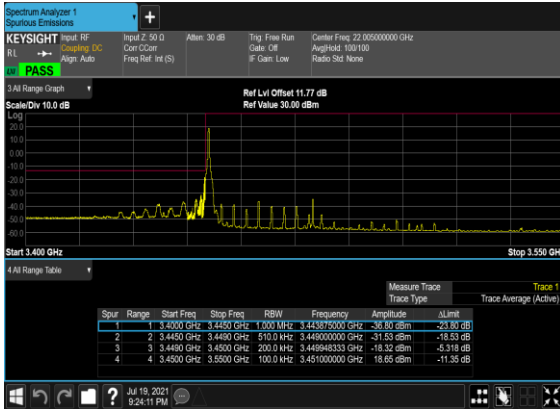 Spectrum Analyzer 1
Spurious Emissions
+
KEYSIGHT Input: RF Input Z: 50 Ω Atten: 30 dB Trig: Free Run Center Freq: 22.005000000 GHz
RL Coupling: DC Corr CCorr Gate: Off Avg|Hold: 100/100
Align: Auto Freq Ref: Int (S) IF Gain: Low Radio Std: None
PASS
3 All Range Graph
Ref Lvl Offset 11.77 dB
Scale/Div 10.0 dB Ref Value 30.00 dBm
Log
20.0
10.0
0.00
-10.0
-20.0
-30.0
-40.0
-50.0
-60.0
Start 3.400 GHz Stop 3.550 GH
4 All Range Table
Measure Trace Trace 1
Trace Type Trace Average (Active)
Spur Range Start Freq Stop Freq RBW Frequency Amplitude ΔLimit
1 1 3.4000 GHz 3.4450 GHz 1.000 MHz 3.443875000 GHz -36.80 dBm -23.80 dB
2 2 3.4450 GHz 3.4490 GHz 510.0 kHz 3.449000000 GHz -31.53 dBm -18.53 dB
3 3 3.4490 GHz 3.4500 GHz 200.0 kHz 3.449948333 GHz -18.32 dBm -5.318 dB
4 4 3.4500 GHz 3.5500 GHz 100.0 kHz 3.451000000 GHz 18.65 dBm -11.35 dB
? Jul 19, 2021
9:24:11 PM